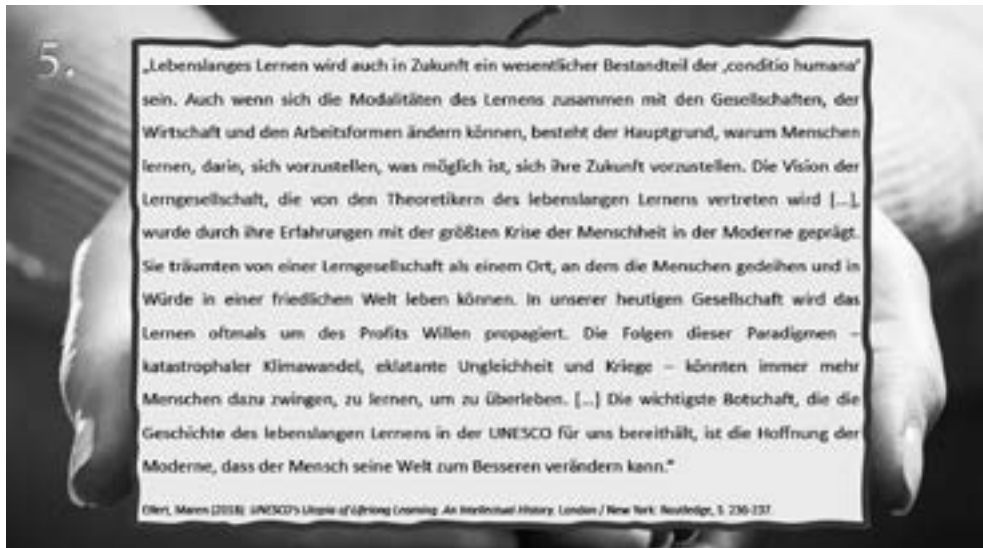 5.
„Lebenslanges Lernen wird auch in Zukunft ein wesentlicher Bestandteil der ‚conditio humana‘
sein. Auch wenn sich die Modalitäten des Lernens zusammen mit den Gesellschaften, der
Wirtschaft und den Arbeitsformen ändern können, besteht der Hauptgrund, warum Menschen
lernen, darin, sich vorzustellen, was möglich ist, sich ihre Zukunft vorzustellen. Die Vision der
Lerngesellschaft, die von den Theoretikern des lebenslangen Lernens vertreten wird [...],
wurde durch ihre Erfahrungen mit der größten Krise der Menschheit in der Moderne geprägt.
Sie träumten von einer Lerngesellschaft als einem Ort, an dem die Menschen gedeihen und in
Würde in einer friedlichen Welt leben können. In unserer heutigen Gesellschaft wird das
Lernen oftmals um des Profits Willen propagiert. Die Folgen dieser Paradigmen –
katastrophaler Klimawandel, eklatante Ungleichheit und Kriege – könnten immer mehr
Menschen dazu zwingen, zu lernen, um zu überleben. [...] Die wichtigste Botschaft, die die
Geschichte des lebenslangen Lernens in der UNESCO für uns bereithält, ist die Hoffnung der
Moderne, dass der Mensch seine Welt zum Besseren verändern kann.“
Elfert, Maren (2018): UNESCO's Utopia of Lifelong Learning. An Intellectual History. London / New York: Routledge, S. 236-237.